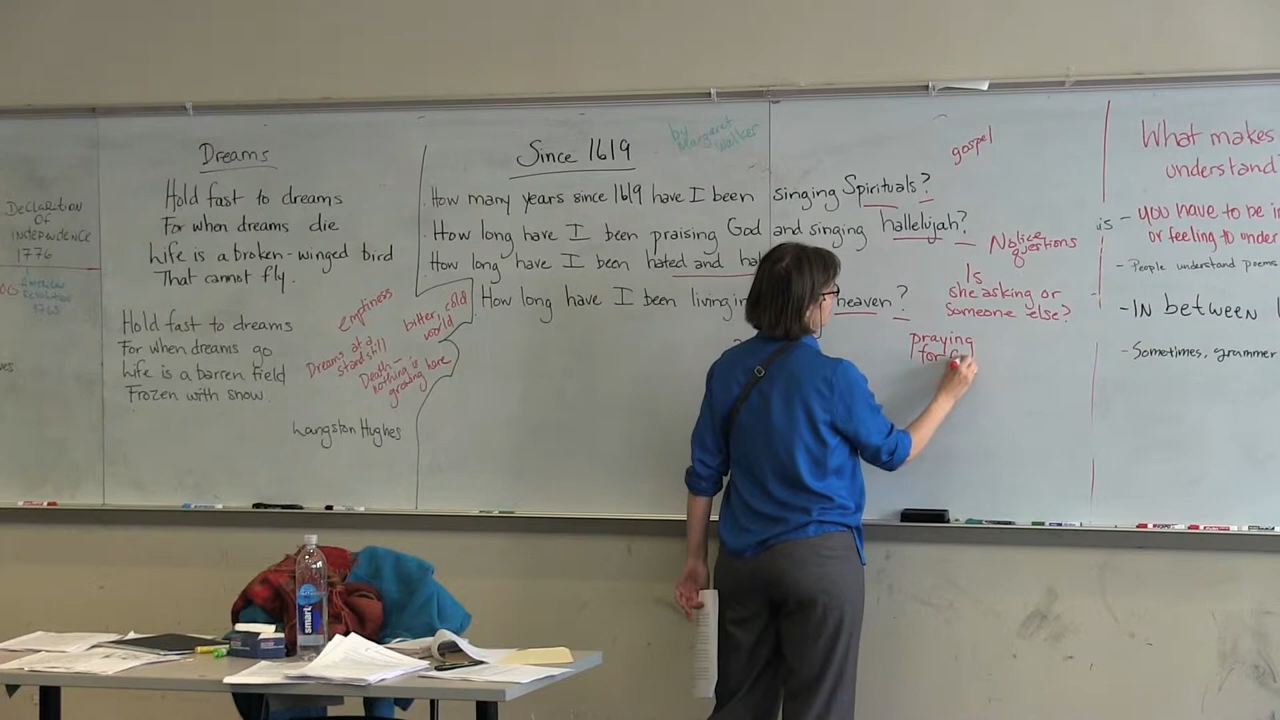 DECLARATION
OF
INDEPENDENCE
1776
1765
Dreams
Hold fast to dreams
For when dreams die
Life is a broken-winged bird
That cannot fly.
Hold fast to dreams
For when dreams go
Life is a barren field
Frozen with snow.
Langston Hughes
emptiness
bitter, cold
world
Dreams at a
standstill
Death -
nothing is
growing here
Since 1619
by
Margaret
Walker
How many years since 1619 have I been singing Spirituals?
How long have I been praising God and singing hallelujah?
How long have I been hated and
How long have I been living heaven?
gospel
Notice
questions
Is
she asking or
someone else?
praying
for
What makes
understand
is - you have to be
or feeling to under
- People understand poems
- IN between
- Sometimes, grammer
smart